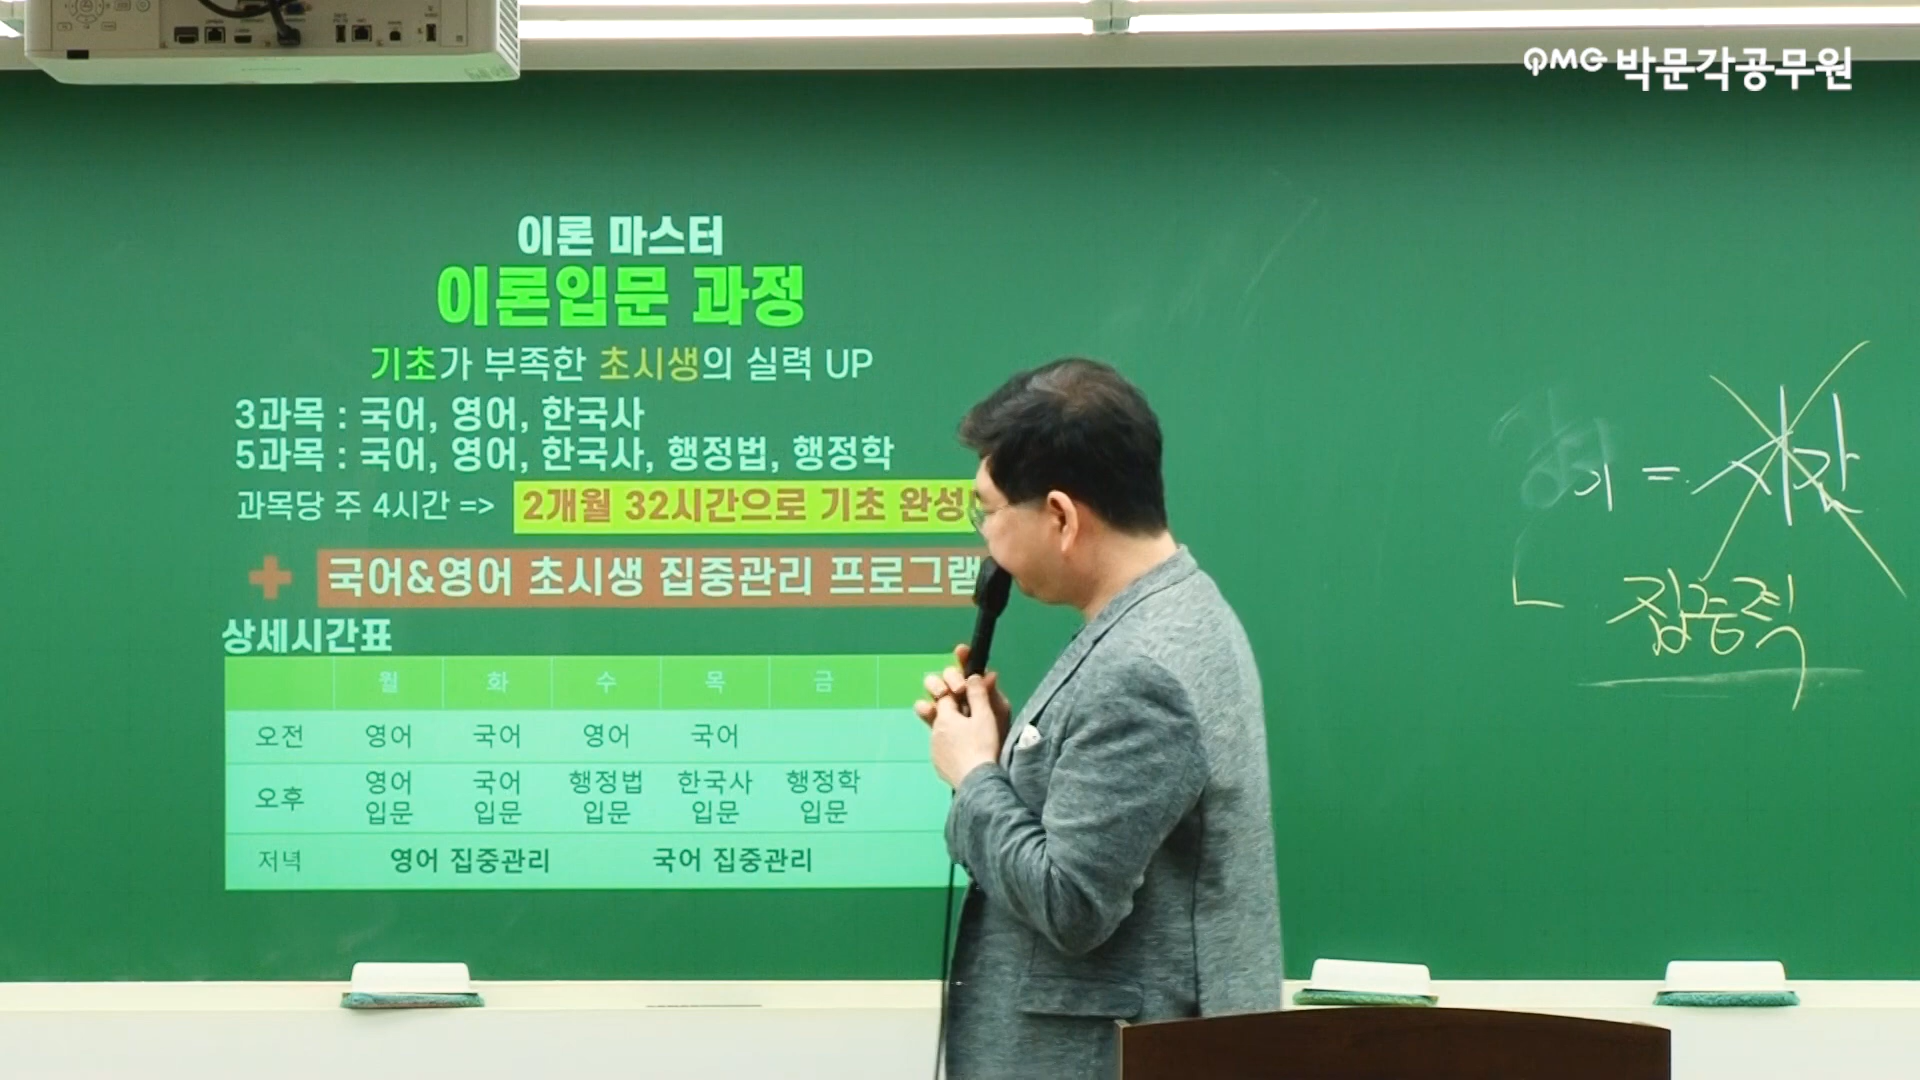 PMG 박문각공무원
이론 마스터
이론입문 과정
기초가 부족한 초시생의 실력 UP
3과목 : 국어, 영어, 한국사
5과목 : 국어, 영어, 한국사, 행정법, 행정학
과목당 주 4시간 => 2개월 32시간으로 기초 완성
+ 국어&영어 초시생 집중관리 프로그램
상세시간표
월 화 수 목 금
오전 영어 국어 영어 국어
오후 영어 입문 국어 입문 행정법 입문 한국사 입문 행정학 입문
저녁 영어 집중관리 국어 집중관리
= 시간
집중력